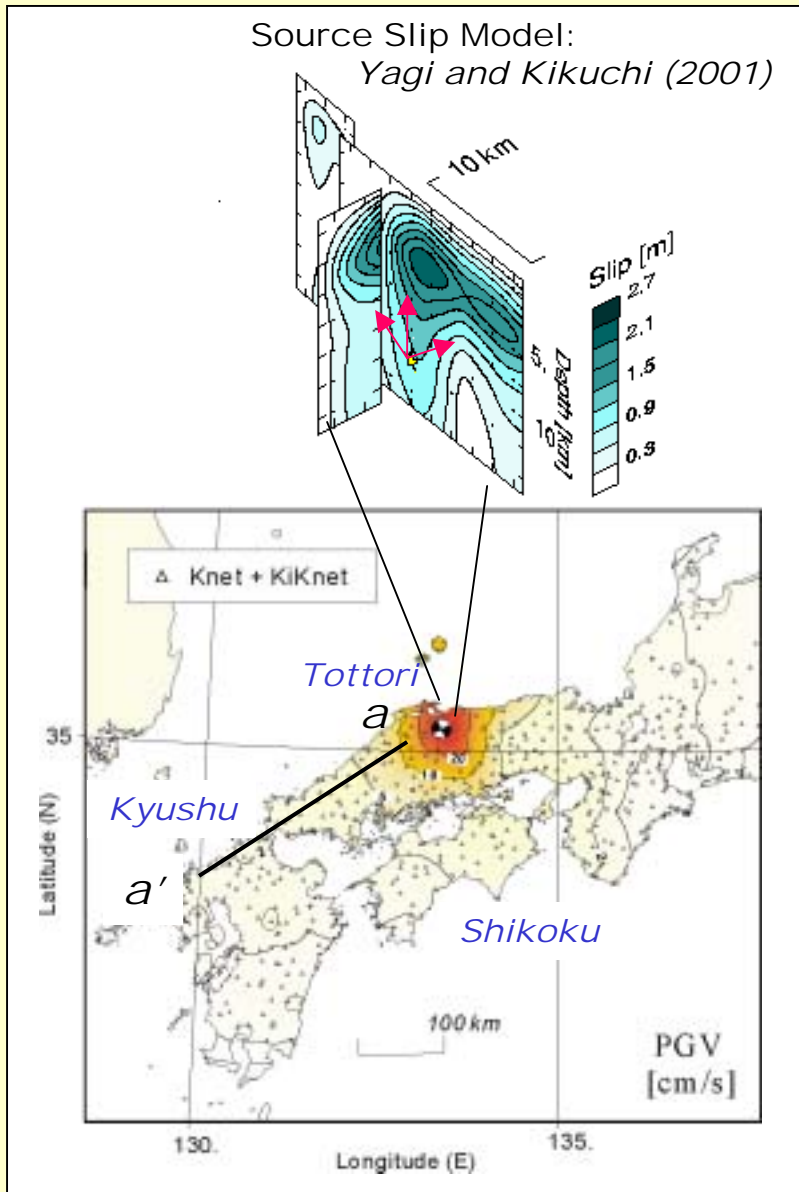 Source Slip Model:
Yagi and Kikuchi (2001)
10 km
Slip [m]
2.7
2.1
1.5
0.9
0.3
5.
10
Depth [km]
△ Knet + KiKnet
Tottori
a
35
20
Kyushu
a'
Shikoku
100 km
PGV
[cm/s]
Latitude (N)
130.
135.
Longitude (E)